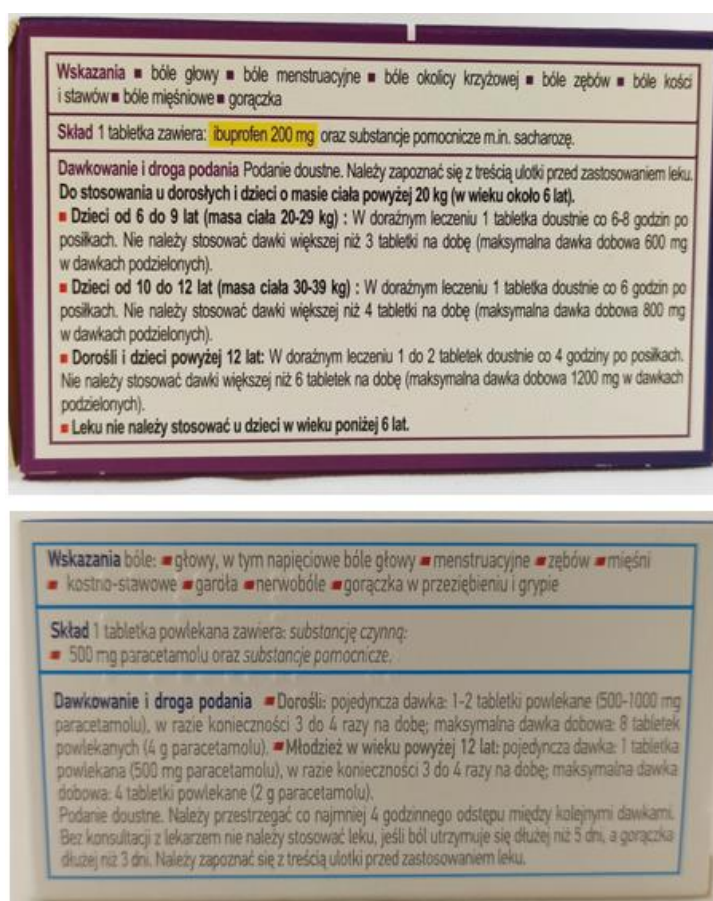 Wskazania ■ bóle głowy ■ bóle menstruacyjne ■ bóle okolicy krzyżowej ■ bóle zębów ■ bóle kości
i stawów ■ bóle mięśniowe ■ gorączka
Skład 1 tabletka zawiera: ibuprofen 200 mg oraz substancje pomocnicze m.in. sacharozę.
Dawkowanie i droga podania Podanie doustne. Należy zapoznać się z treścią ulotki przed zastosowaniem leku.
Do stosowania u dorosłych i dzieci o masie ciała powyżej 20 kg (w wieku około 6 lat).
■ Dzieci od 6 do 9 lat (masa ciała 20-29 kg) : W doraźnym leczeniu 1 tabletka doustnie co 6-8 godzin po
posiłkach. Nie należy stosować dawki większej niż 3 tabletki na dobę (maksymalna dawka dobowa 600 mg
w dawkach podzielonych).
■ Dzieci od 10 do 12 lat (masa ciała 30-39 kg) : W doraźnym leczeniu 1 tabletka doustnie co 6 godzin po
posiłkach. Nie należy stosować dawki większej niż 4 tabletki na dobę (maksymalna dawka dobowa 800 mg
w dawkach podzielonych).
■ Dorośli i dzieci powyżej 12 lat: W doraźnym leczeniu 1 do 2 tabletek doustnie co 4 godziny po posiłkach.
Nie należy stosować dawki większej niż 6 tabletek na dobę (maksymalna dawka dobowa 1200 mg w dawkach
podzielonych).
■ Leku nie należy stosować u dzieci w wieku poniżej 6 lat.
Wskazania bóle: ■ głowy, w tym napięciowe bóle głowy ■ menstruacyjne ■ zębów ■ mięśni
■ kostno-stawowe ■ gardła ■ nerwobóle ■ gorączka w przeziębieniu i grypie
Skład 1 tabletka powlekana zawiera: substancję czynną:
■ 500 mg paracetamolu oraz substancje pomocnicze.
Dawkowanie i droga podania ■ Dorośli: pojedyncza dawka: 1-2 tabletki powlekane (500-1000 mg
paracetamolu), w razie konieczności 3 do 4 razy na dobę; maksymalna dawka dobowa: 8 tabletek
powlekanych (4 g paracetamolu). ■ Młodzież w wieku powyżej 12 lat: pojedyncza dawka: 1 tabletka
powlekana (500 mg paracetamolu), w razie konieczności 3 do 4 razy na dobę; maksymalna dawka
dobowa: 4 tabletki powlekane (2 g paracetamolu).
Podanie doustne. Należy przestrzegać co najmniej 4 godzinnego odstępu między kolejnymi dawkami.
Bez konsultacji z lekarzem nie należy stosować leku, jeśli ból utrzymuje się dłużej niż 5 dni, a gorączka
dłużej niż 3 dni. Należy zapoznać się z treścią ulotki przed zastosowaniem leku.